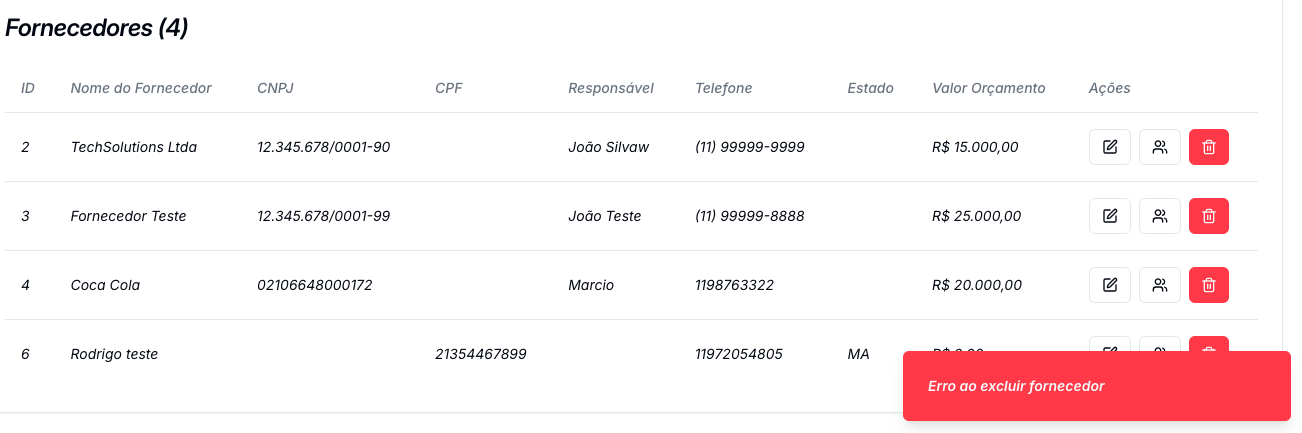 Fornecedores (4)
ID Nome do Fornecedor CNPJ CPF Responsável Telefone Estado Valor Orçamento Ações
2 TechSolutions Ltda 12.345.678/0001-90 João Silvaw (11) 99999-9999 R$ 15.000,00
3 Fornecedor Teste 12.345.678/0001-99 João Teste (11) 99999-8888 R$ 25.000,00
4 Coca Cola 02106648000172 Marcio 1198763322 R$ 20.000,00
6 Rodrigo teste 21354467899 11972054805 MA
Erro ao excluir fornecedor